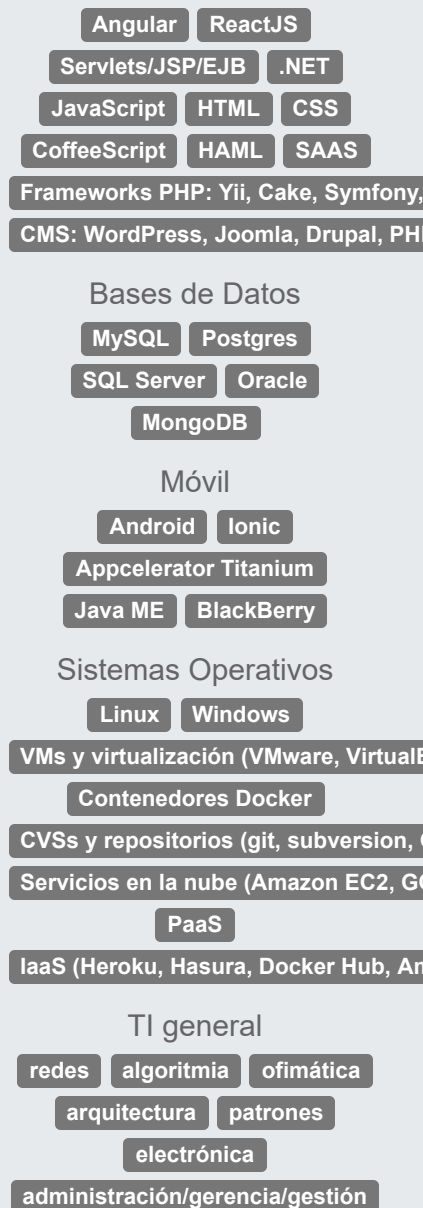 Angular ReactJS
Servlets/JSP/EJB .NET
JavaScript HTML CSS
CoffeeScript HAML SAAS
Frameworks PHP: Yii, Cake, Symfony,
CMS: WordPress, Joomla, Drupal,
Bases de Datos
MySQL Postgres
SQL Server Oracle
MongoDB
Móvil
Android Ionic
Appcelerator Titanium
Java ME BlackBerry
Sistemas Operativos
Linux Windows
VMs y virtualización (VMware,
Contenedores Docker
CVSs y repositorios (git, subversion,
Servicios en la nube (Amazon EC2,
PaaS
IaaS (Heroku, Hasura, Docker Hub,
TI general
redes algoritmia ofimática
arquitectura patrones
electrónica
administración/gerencia/gestión